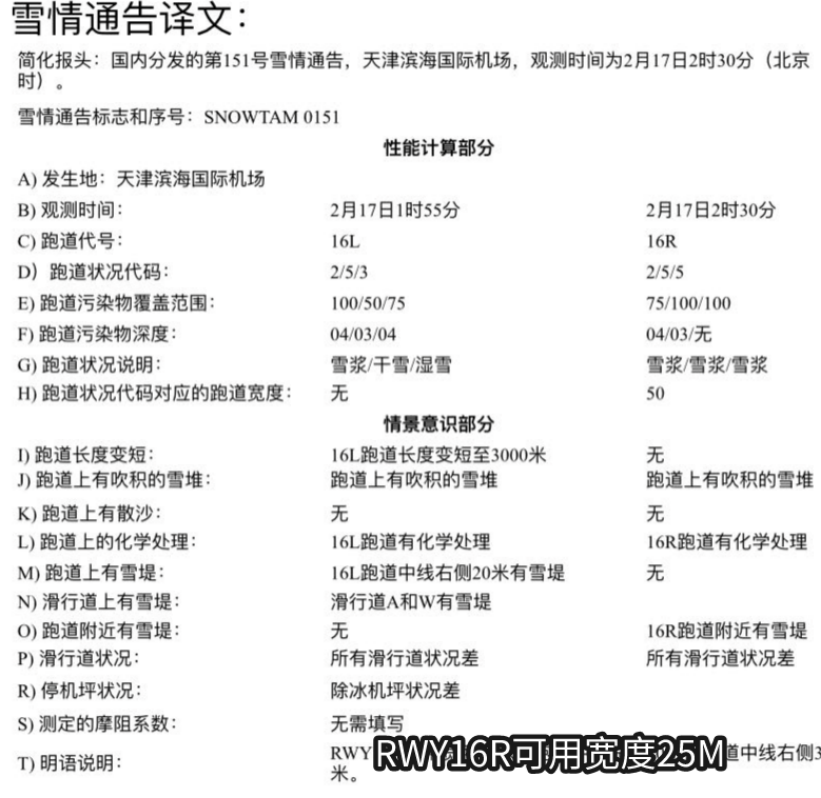 雪情通告译文：
简化报头：国内分发的第151号雪情通告，天津滨海国际机场，观测时间为2月17日2时30分（北京
时）。
雪情通告标志和序号：SNOWTAM 0151
性能计算部分
A) 发生地：天津滨海国际机场
B) 观测时间： 2月17日1时55分 2月17日2时30分
C) 跑道代号： 16L 16R
D）跑道状况代码： 2/5/3 2/5/5
E) 跑道污染物覆盖范围： 100/50/75 75/100/100
F) 跑道污染物深度： 04/03/04 04/03/无
G) 跑道状况说明： 雪浆/干雪/湿雪 雪浆/雪浆/雪浆
H) 跑道状况代码对应的跑道宽度： 无 50
情景意识部分
I) 跑道长度变短： 16L跑道长度变短至3000米 无
J) 跑道上有吹积的雪堆： 跑道上有吹积的雪堆 跑道上有吹积的雪堆
K) 跑道上有散沙： 无 无
L) 跑道上的化学处理： 16L跑道有化学处理 16R跑道有化学处理
M) 跑道上有雪堤： 16L跑道中线右侧20米有雪堤 无
N) 滑行道上有雪堤： 滑行道A和W有雪堤
O) 跑道附近有雪堤： 无 16R跑道附近有雪堤
P) 滑行道状况： 所有滑行道状况差 所有滑行道状况差
R) 停机坪状况： 除冰机坪状况差
S) 测定的摩阻系数： 无需填写
T) 明语说明： RWY 道中线右侧3
米。
RWY16R可用宽度25M